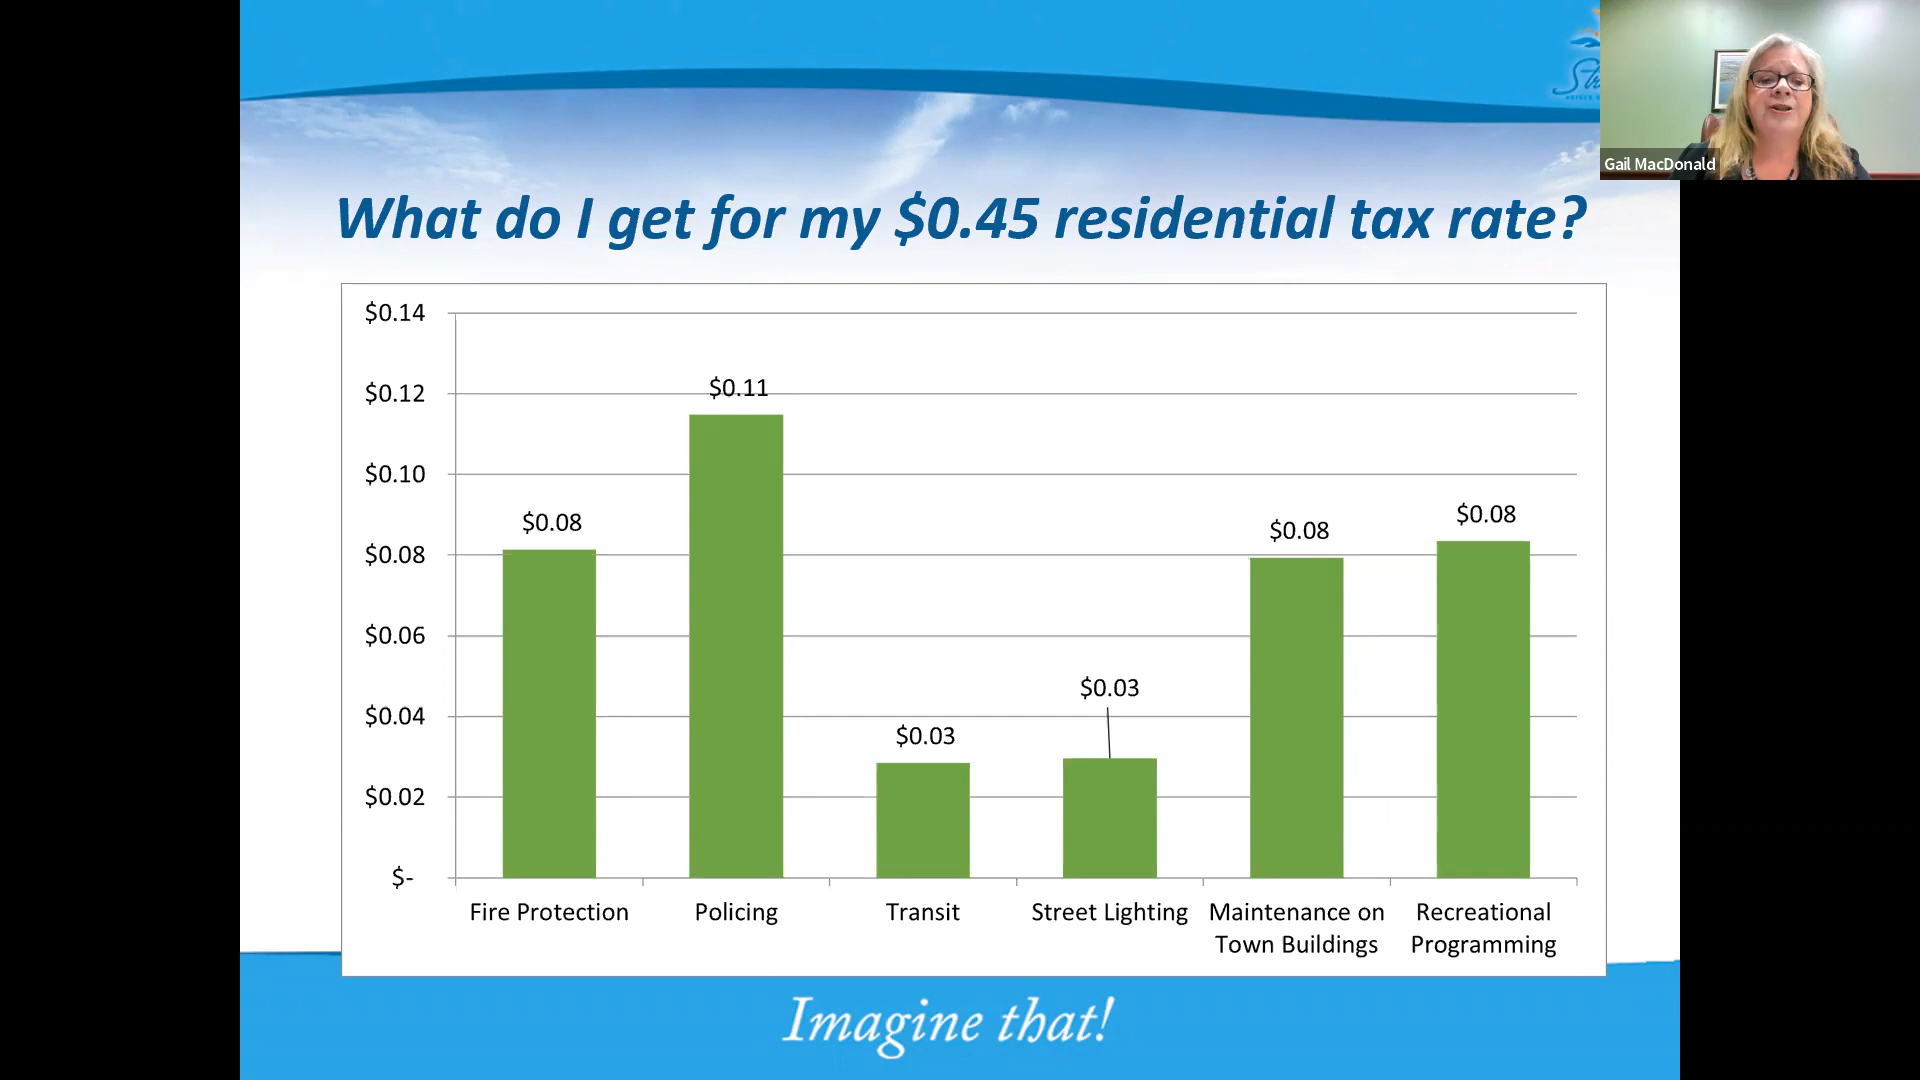 Gail MacDonald
What do I get for my $0.45 residential tax rate?
$0.14
$0.12
$0.10
$0.08
$0.06
$0.04
$0.02
$-
$0.08
$0.11
$0.03
$0.03
$0.08
$0.08
Fire Protection
Policing
Transit
Street Lighting
Maintenance on
Town Buildings
Recreational
Programming
Imagine that!